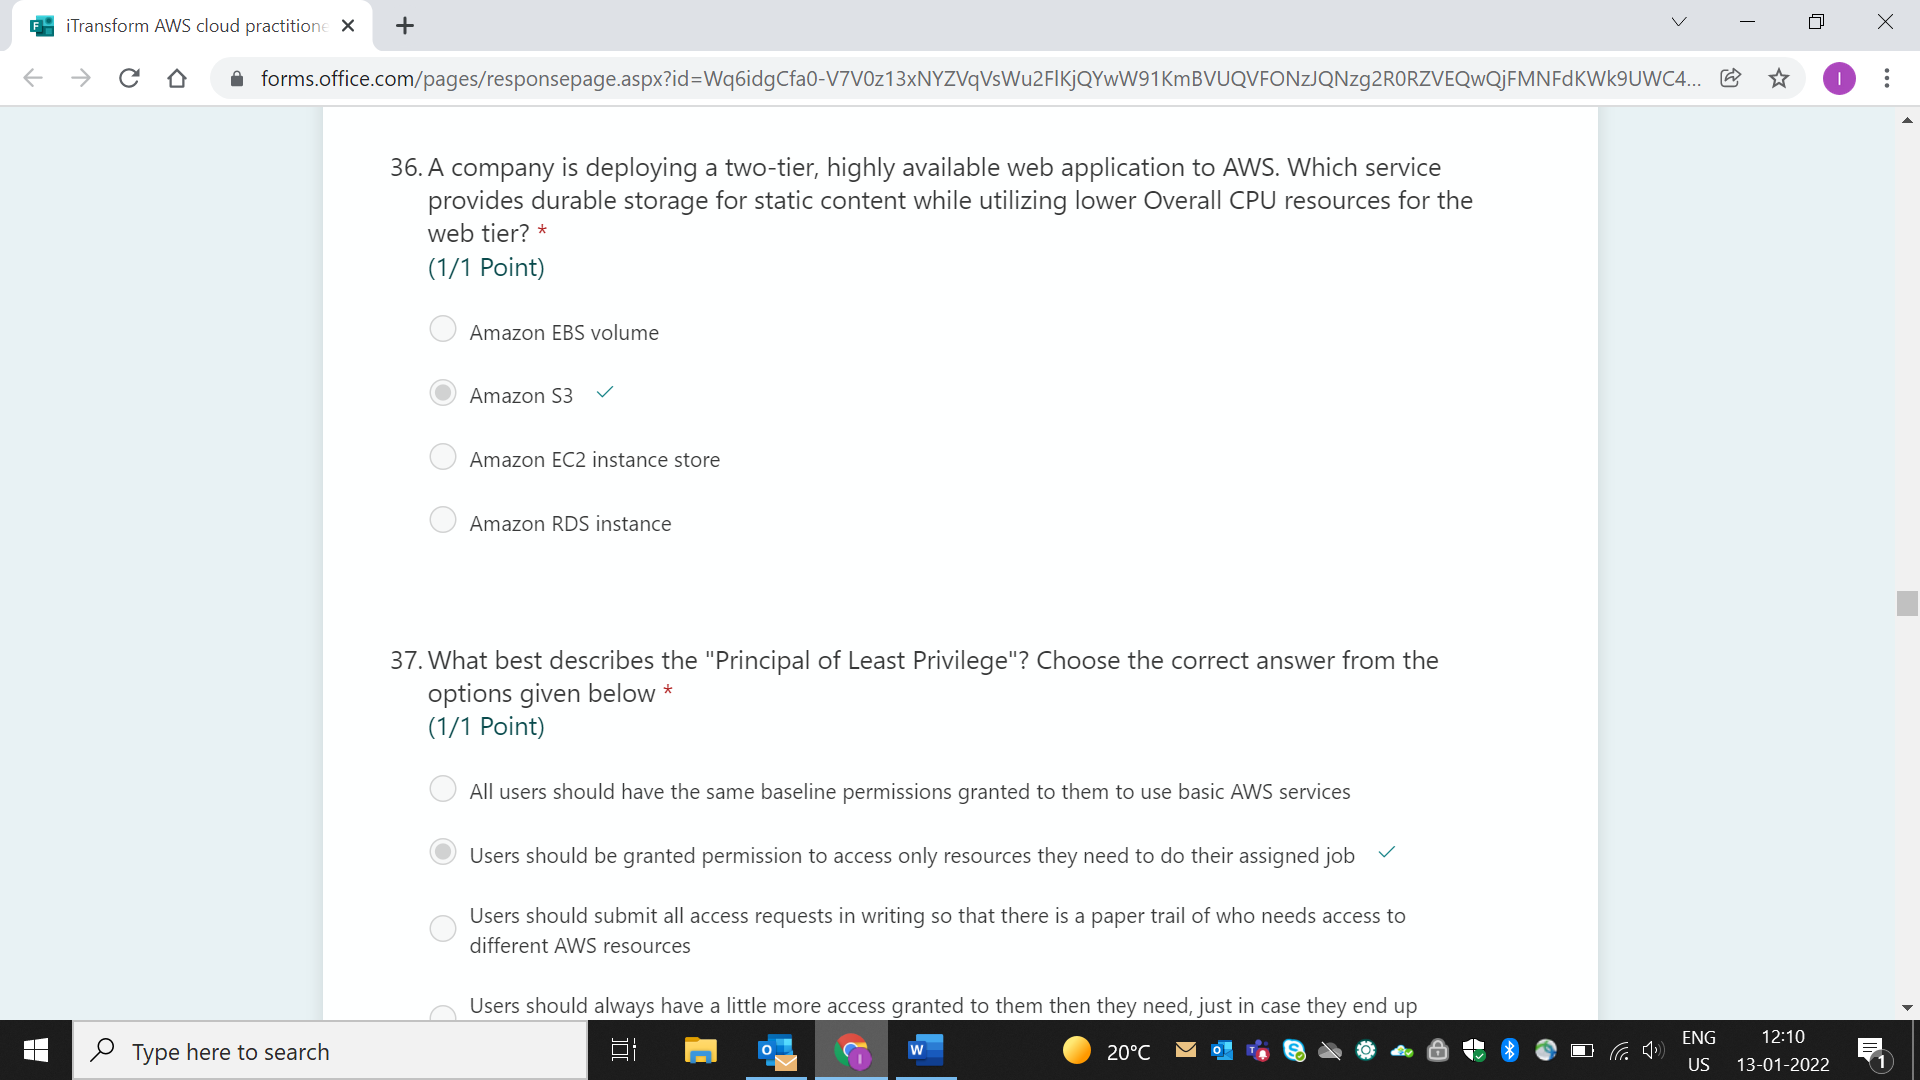 iTransform AWS cloud practitione
forms.office.com/pages/responsepage.aspx?id=Wq6idgCfa0-V7V0z13xNYZVqVsWu2FlKjQYwW91KmBVUQVFONzJQNzg2R0RZVEQwQjFMNFdKWk9UWC4...
I
36. A company is deploying a two-tier, highly available web application to AWS. Which service
provides durable storage for static content while utilizing lower Overall CPU resources for the
web tier? *
(1/1 Point)
Amazon EBS volume
Amazon S3
Amazon EC2 instance store
Amazon RDS instance
37. What best describes the "Principal of Least Privilege"? Choose the correct answer from the
options given below *
(1/1 Point)
All users should have the same baseline permissions granted to them to use basic AWS services
Users should be granted permission to access only resources they need to do their assigned job
Users should submit all access requests in writing so that there is a paper trail of who needs access to
different AWS resources
Users should always have a little more access granted to them then they need, just in case they end up
Type here to search
20°C
ENG
US
12:10
13-01-2022
1